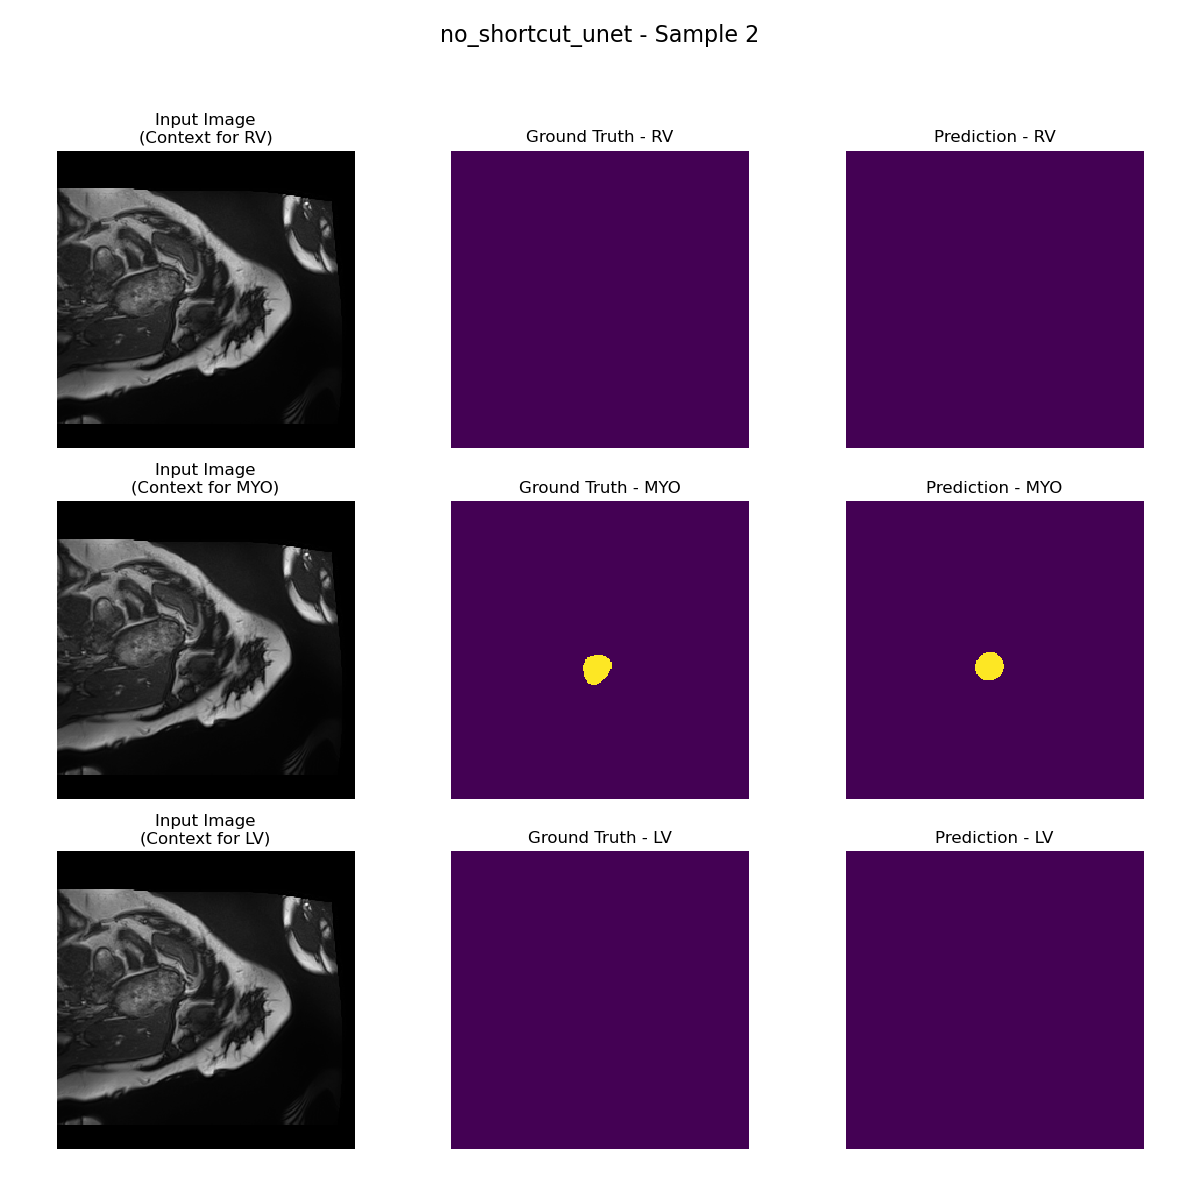 no_shortcut_unet - Sample 2
Input Image
(Context for RV)
Ground Truth - RV
Prediction - RV
Input Image
(Context for MYO)
Ground Truth - MYO
Prediction - MYO
Input Image
(Context for LV)
Ground Truth - LV
Prediction - LV